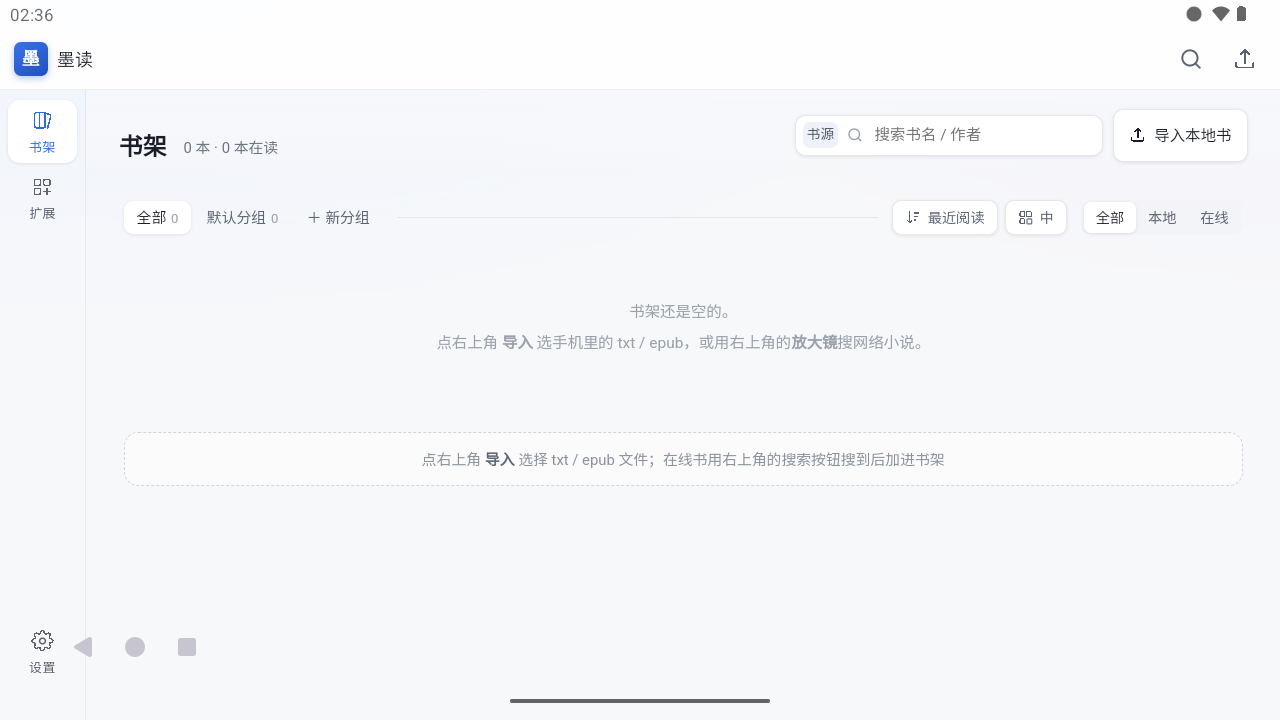 02:36
墨 墨读
书架
扩展
设置
书架 0 本 · 0 本在读
书源 搜索书名 / 作者
导入本地书
全部 0 默认分组 0 新分组
最近阅读 中 全部 本地 在线
书架还是空的。
点右上角 导入 选手机里的 txt / epub，或用右上角的放大镜搜网络小说。
点右上角 导入 选择 txt / epub 文件；在线书用右上角的搜索按钮搜到后加进书架